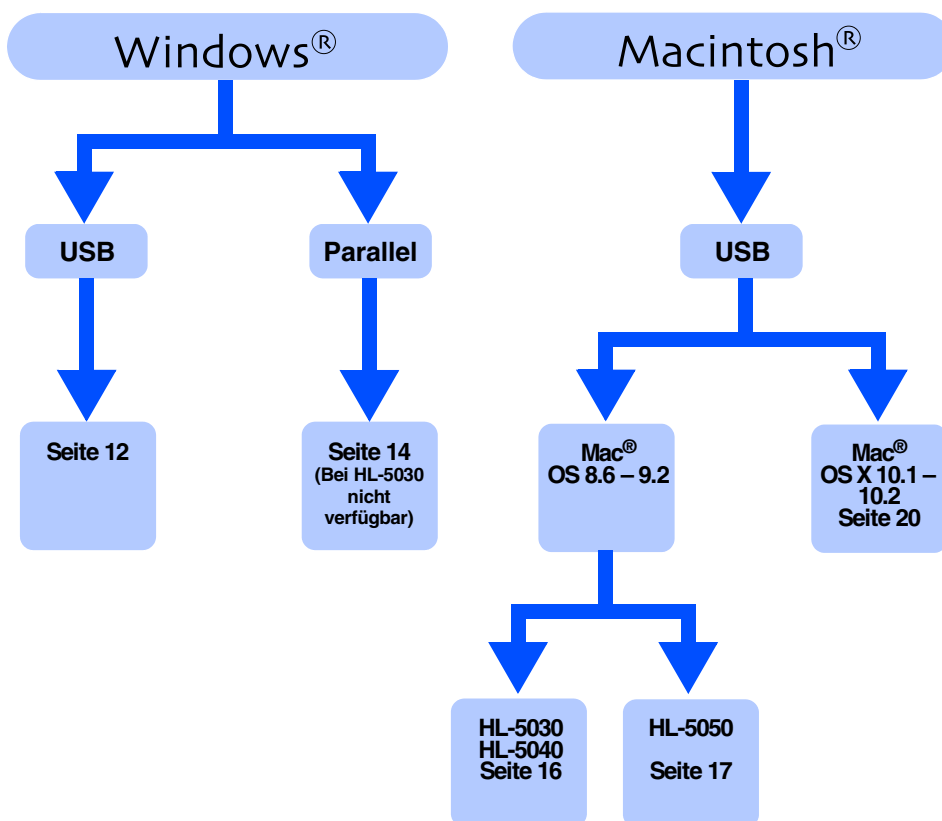 Windows®
Macintosh®
USB
Parallel
USB
Seite 12
Seite 14
(Bei HL-5030
nicht
verfügbar)
Mac®
OS 8.6 – 9.2
Mac®
OS X 10.1 –
10.2
Seite 20
HL-5030
HL-5040
Seite 16
HL-5050
Seite 17